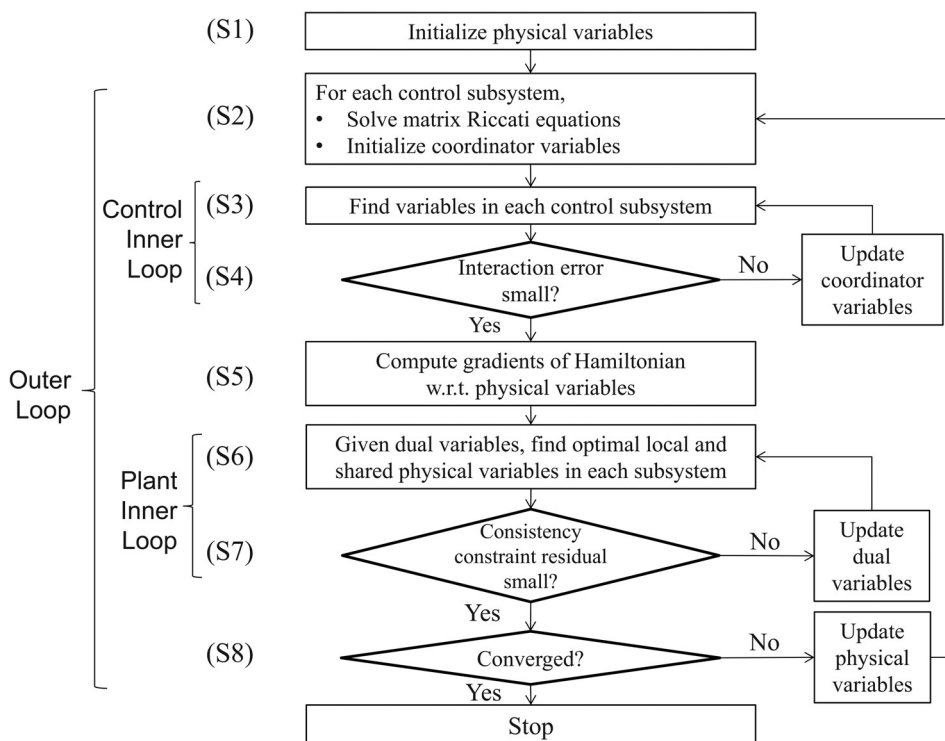 (S1)
Initialize physical variables
(S2)
For each control subsystem,
• Solve matrix Riccati equations
• Initialize coordinator variables
Control
Inner
Loop
(S3)
Find variables in each control subsystem
(S4)
Interaction error
small?
No
Update
coordinator
variables
Yes
Outer
Loop
(S5)
Compute gradients of Hamiltonian
w.r.t. physical variables
Plant
Inner
Loop
(S6)
Given dual variables, find optimal local and
shared physical variables in each subsystem
(S7)
Consistency
constraint residual
small?
No
Update
dual
variables
Yes
(S8)
Converged?
No
Update
physical
variables
Yes
Stop